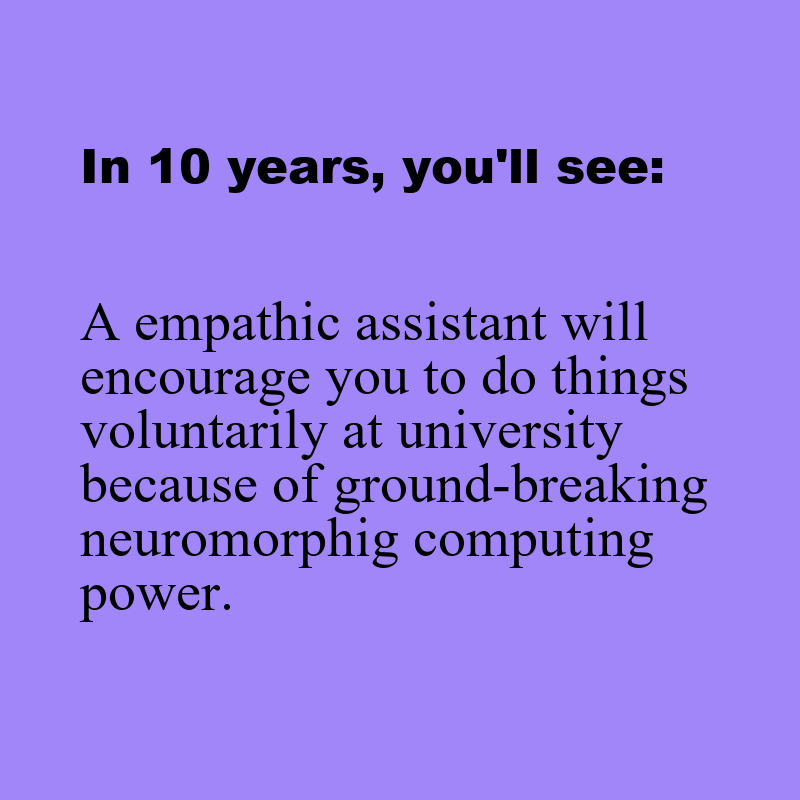 In 10 years, you'll see:
A empathic assistant will
encourage you to do things
voluntarily at university
because of ground-breaking
neuromorphig computing
power.